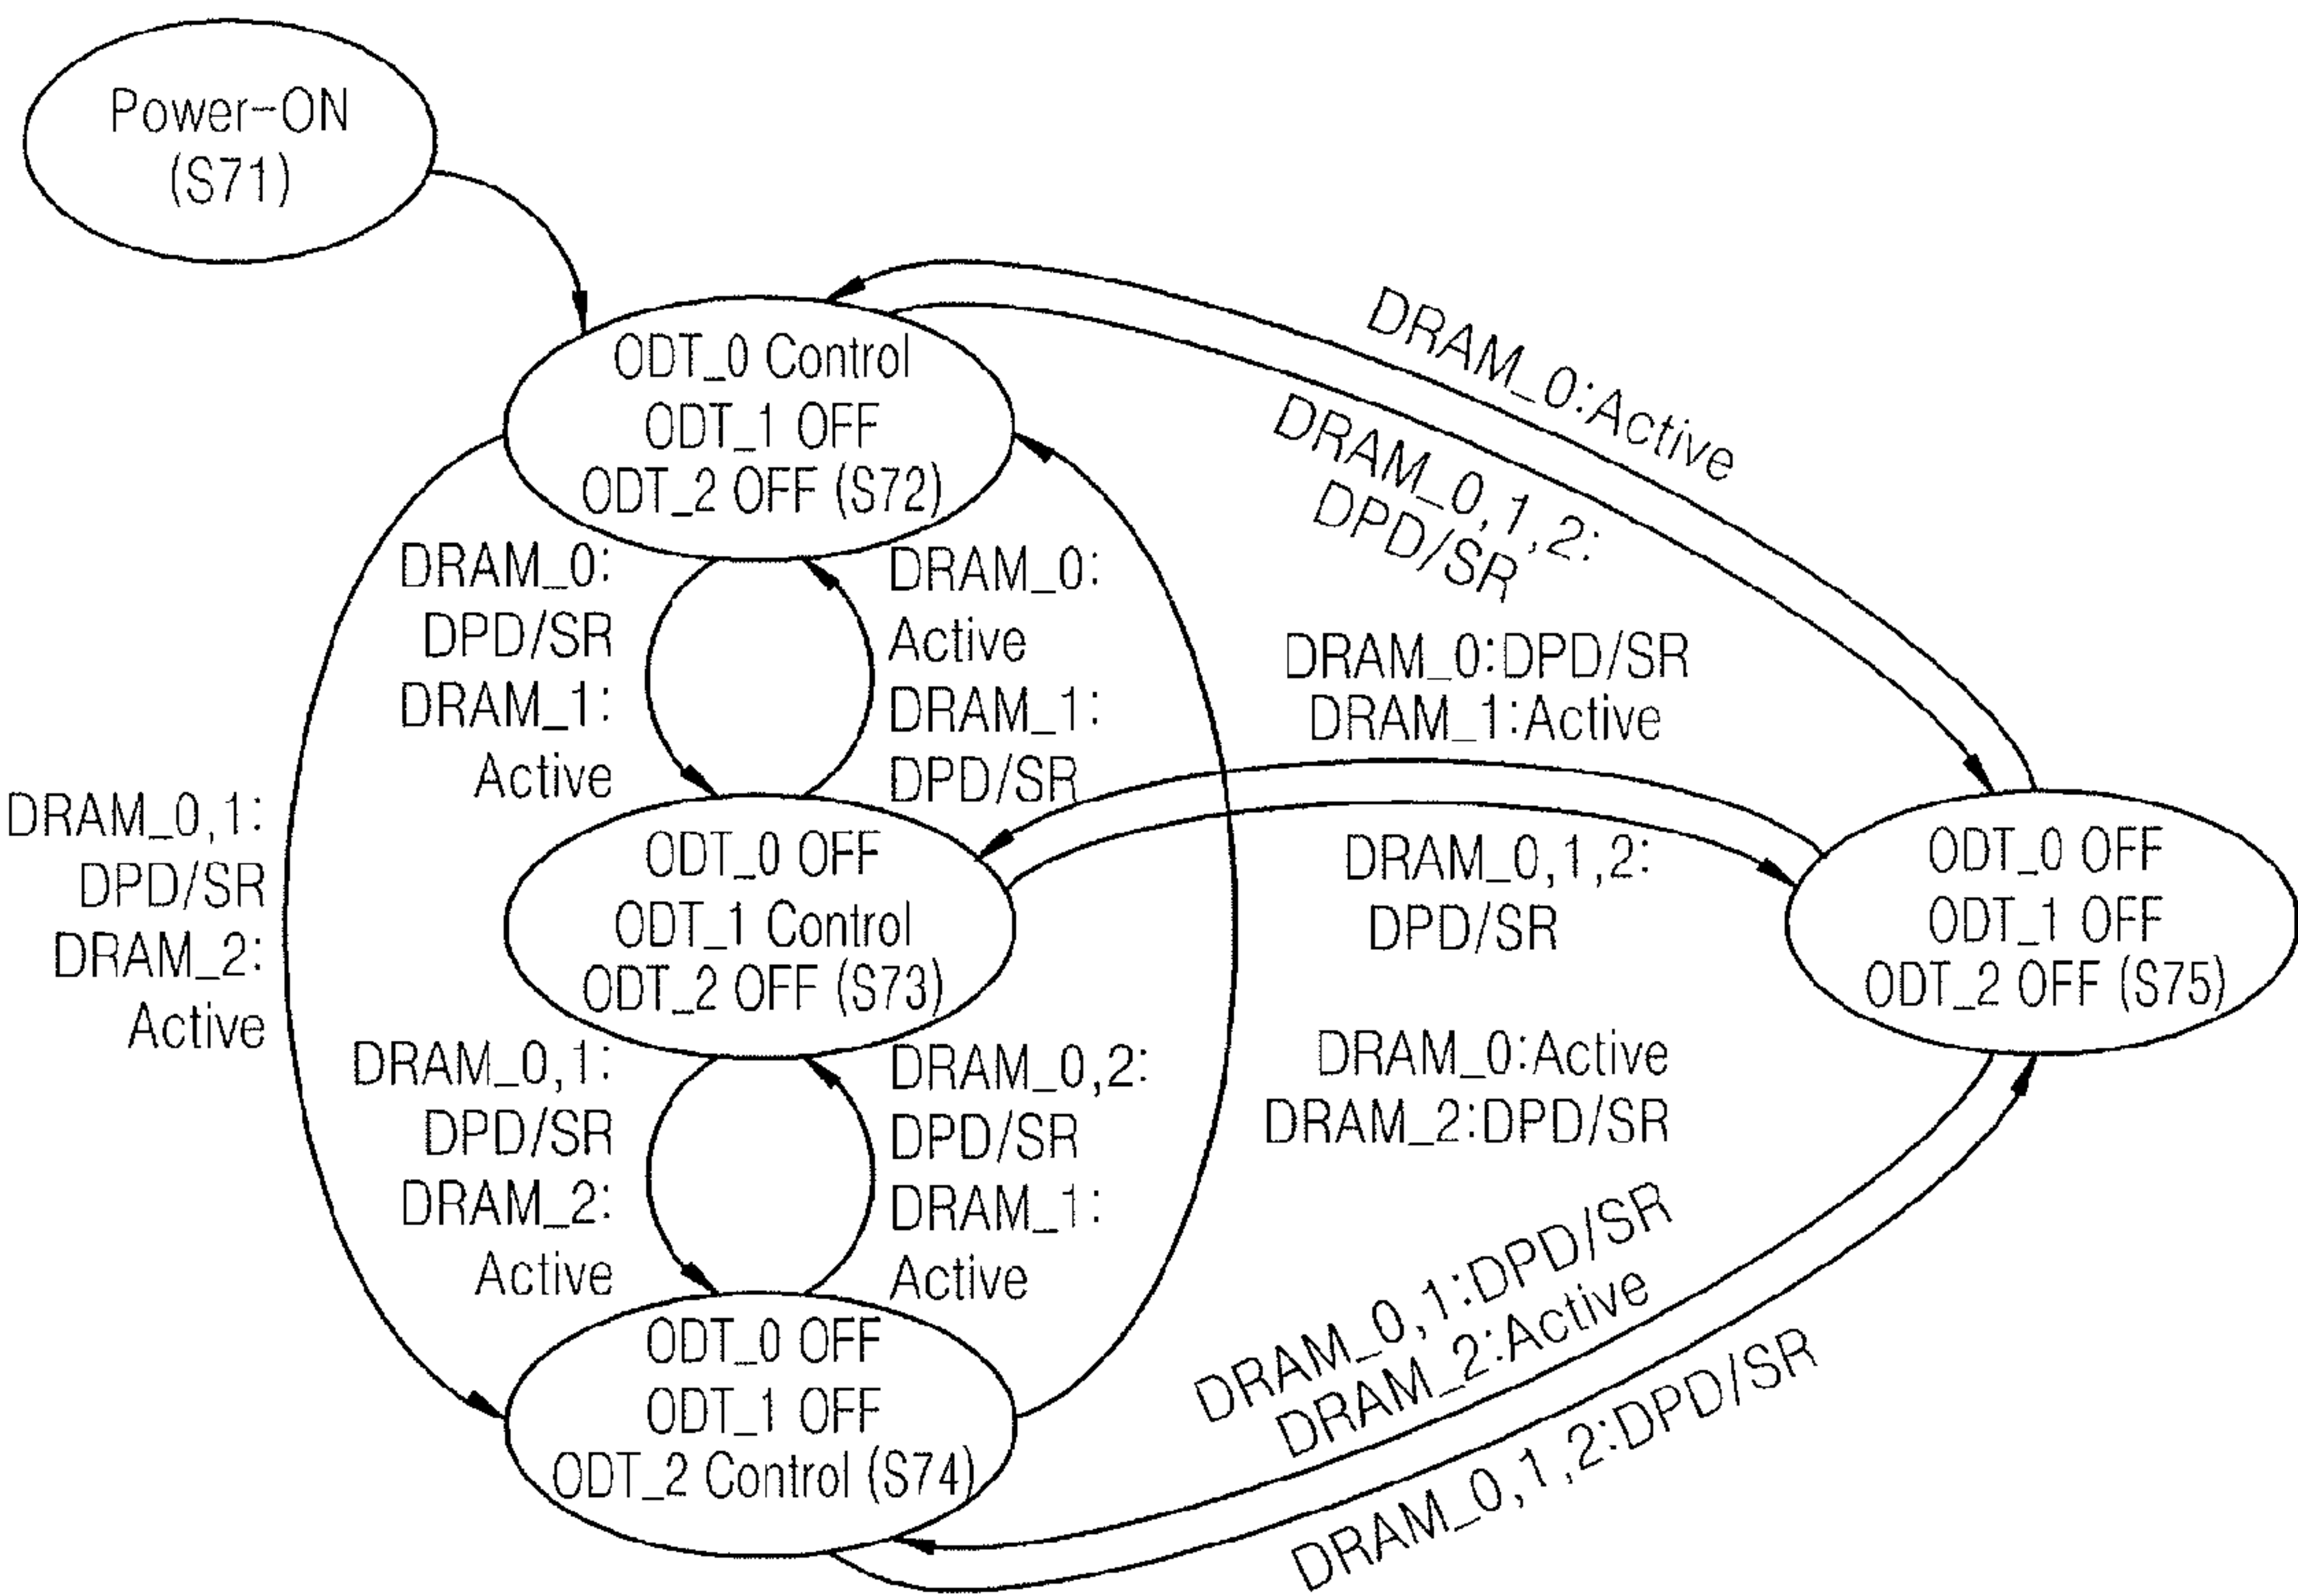 Power-ON
(S71)
ODT_0 Control
ODT_1 OFF
ODT_2 OFF (S72)
DRAM_0:Active
DRAM_0,1,2:
DPD/SR
DRAM_0:
DPD/SR
DRAM_1:
Active
DRAM_0:
Active
DRAM_1:
DPD/SR
DRAM_0:DPD/SR
DRAM_1:Active
DRAM_0,1:
DPD/SR
DRAM_2:
Active
ODT_0 OFF
ODT_1 Control
ODT_2 OFF (S73)
DRAM_0,1,2:
DPD/SR
ODT_0 OFF
ODT_1 OFF
ODT_2 OFF (S75)
DRAM_0,1:
DPD/SR
DRAM_2:
Active
DRAM_0,2:
DPD/SR
DRAM_1:
Active
DRAM_0:Active
DRAM_2:DPD/SR
DRAM_0,1:DPD/SR
DRAM_2:Active
DRAM_0,1,2:DPD/SR
ODT_0 OFF
ODT_1 OFF
ODT_2 Control (S74)